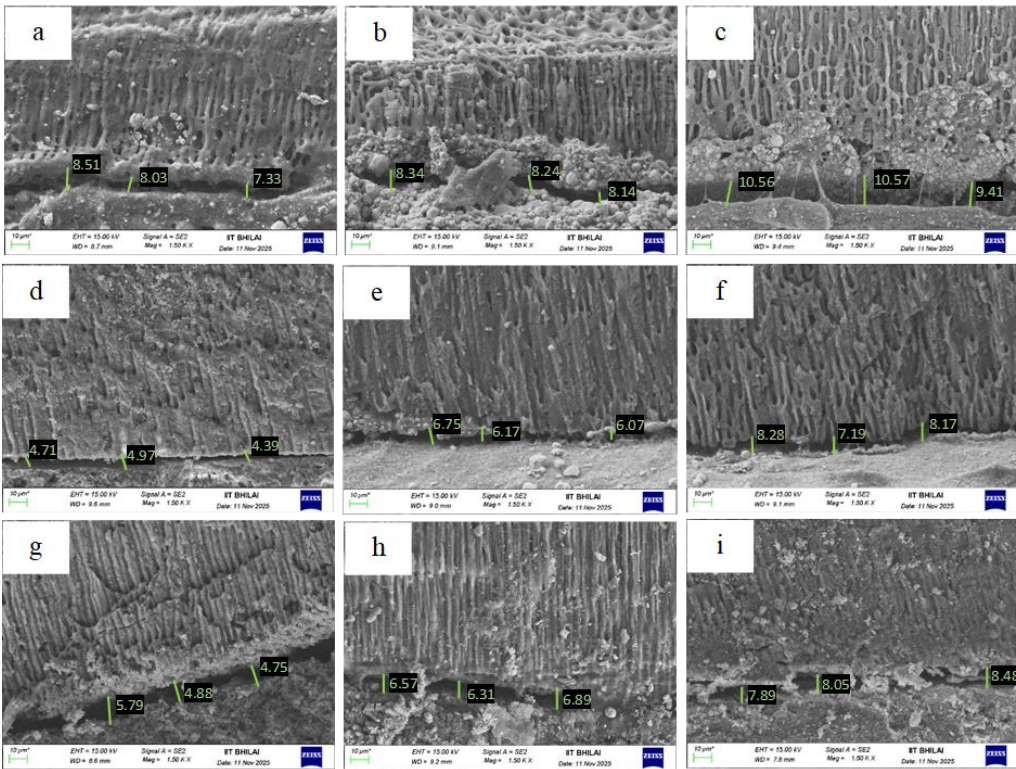 a
8.51
8.03
7.33
10 µm*
EHT = 15.00 kV Signal A = SE2 IIT BHILAI
WD = 8.7 mm Mag = 1.50 K X Date: 11 Nov 2025
ZEISS
b
8.34
8.24
8.14
10 µm*
EHT = 15.00 kV Signal A = SE2 IIT BHILAI
WD = 9.1 mm Mag = 1.50 K X Date: 11 Nov 2025
ZEISS
c
10.56
10.57
9.41
10 µm*
EHT = 15.00 kV Signal A = SE2 IIT BHILAI
WD = 9.4 mm Mag = 1.50 K X Date: 11 Nov 2025
ZEISS
d
4.71
4.97
4.39
10 µm*
EHT = 15.00 kV Signal A = SE2 IIT BHILAI
WD = 9.6 mm Mag = 1.50 K X Date: 11 Nov 2025
ZEISS
e
6.75
6.17
6.07
10 µm*
EHT = 15.00 kV Signal A = SE2 IIT BHILAI
WD = 9.0 mm Mag = 1.50 K X Date: 11 Nov 2025
ZEISS
f
8.28
7.19
8.17
10 µm*
EHT = 15.00 kV Signal A = SE2 IIT BHILAI
WD = 9.1 mm Mag = 1.50 K X Date: 11 Nov 2025
ZEISS
g
5.79
4.88
4.75
10 µm*
EHT = 15.00 kV Signal A = SE2 IIT BHILAI
WD = 8.6 mm Mag = 1.50 K X Date: 11 Nov 2025
ZEISS
h
6.57
6.31
6.89
10 µm*
EHT = 15.00 kV Signal A = SE2 IIT BHILAI
WD = 9.2 mm Mag = 1.50 K X Date: 11 Nov 2025
ZEISS
i
7.89
8.05
8.48
10 µm*
EHT = 15.00 kV Signal A = SE2 IIT BHILAI
WD = 7.8 mm Mag = 1.50 K X Date: 11 Nov 2025
ZEISS